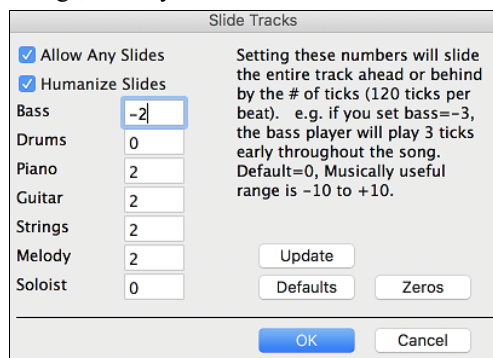 Slide Tracks
Allow Any Slides
Humanize Slides
Bass -2
Drums 0
Piano 2
Guitar 2
Strings 2
Melody 2
Soloist 0
Setting these numbers will slide
the entire track ahead or behind
by the # of ticks (120 ticks per
beat). e.g. if you set bass=-3,
the bass player will play 3 ticks
early throughout the song.
Default=0, Musically useful
range is -10 to +10.
Update
Defaults Zeros
OK Cancel